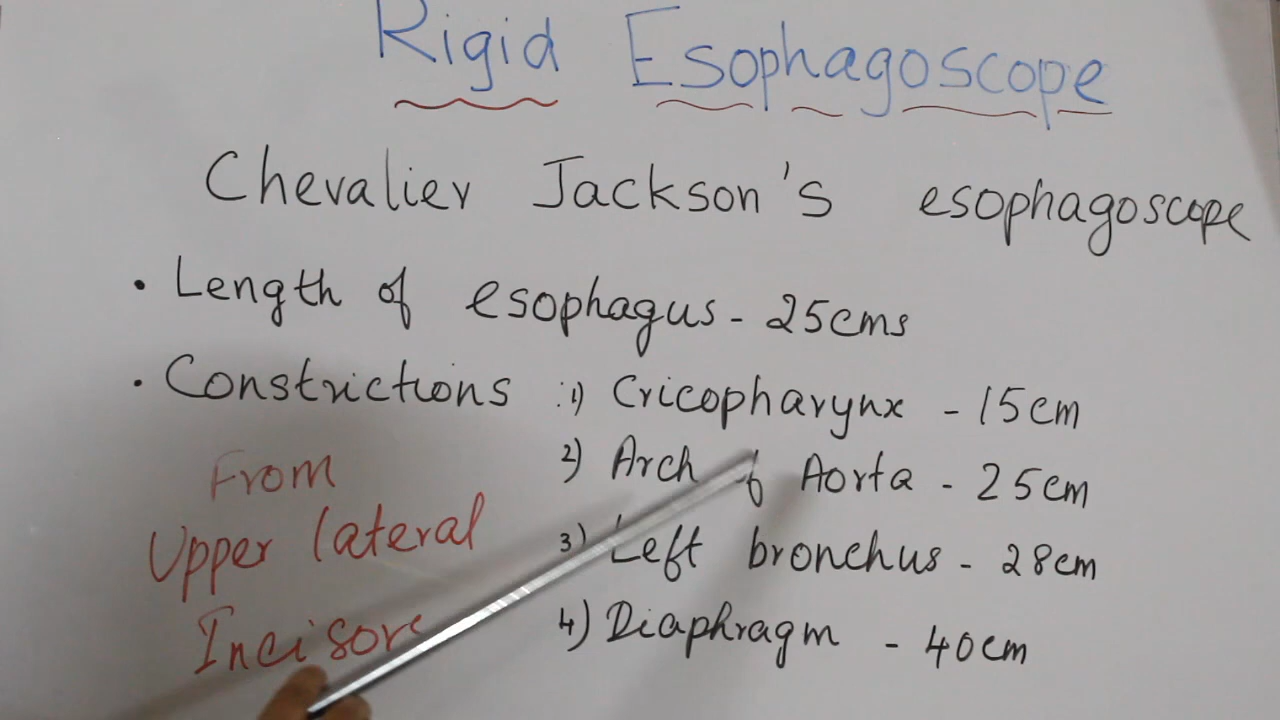 Rigid Esophagoscope
Chevalier Jackson's esophagoscope
• Length of esophagus - 25cms
• Constrictions :1) Cricopharynx - 15cm
2) Arch of Aorta - 25cm
3) Left bronchus - 28cm
4) Diaphragm - 40cm
From
Upper lateral
Incisors